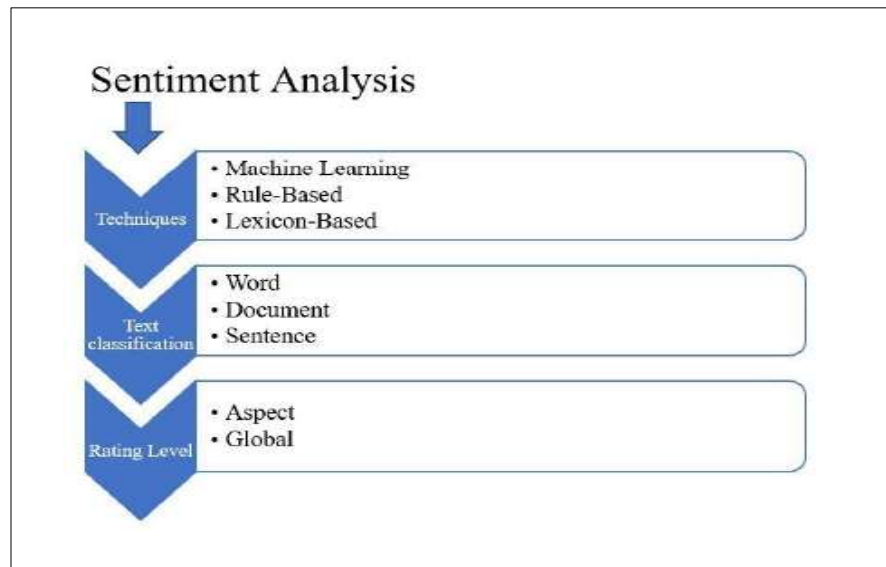 Sentiment Analysis
Techniques
• Machine Learning
• Rule-Based
• Lexicon-Based
Text
classification
• Word
• Document
• Sentence
Rating Level
• Aspect
• Global